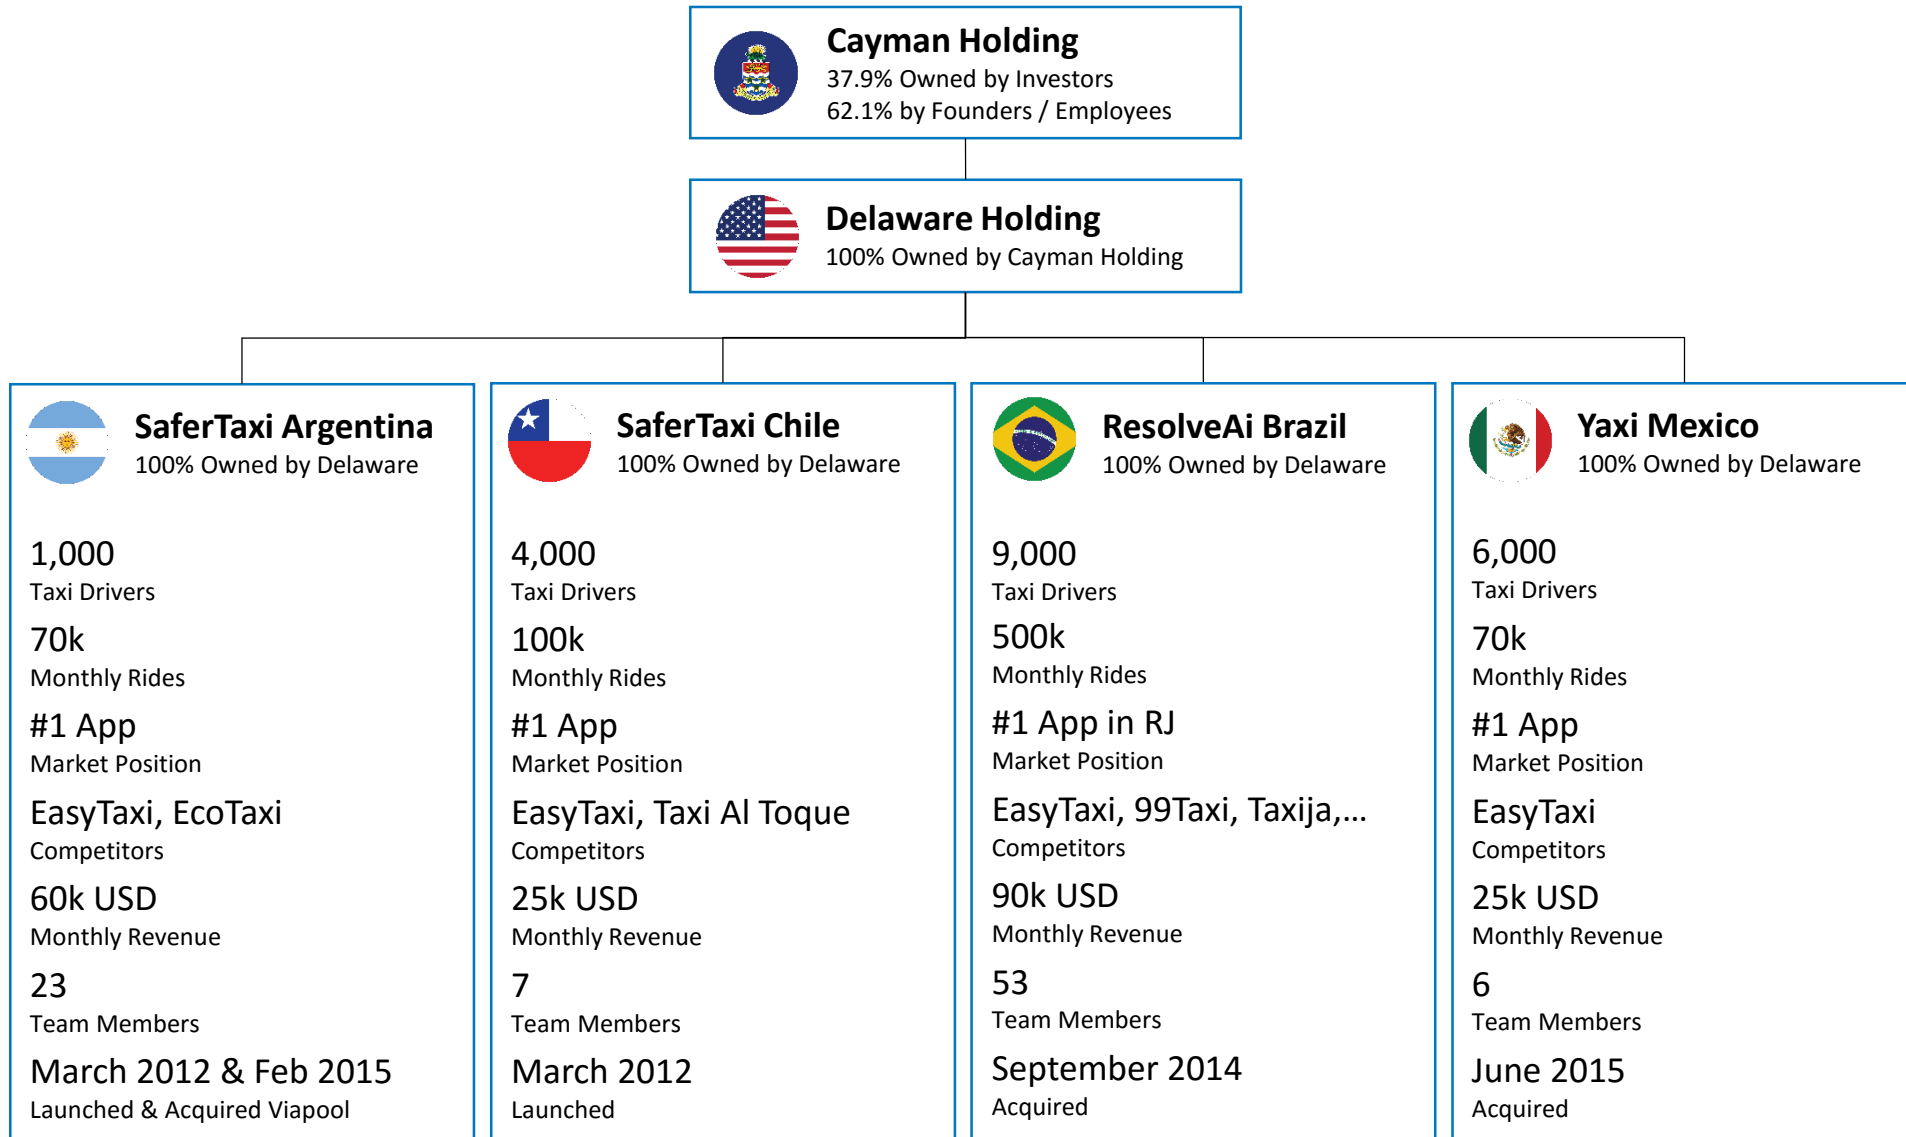 Cayman Holding
37.9% Owned by Investors
62.1% by Founders / Employees
Delaware Holding
100% Owned by Cayman Holding
SaferTaxi Argentina
100% Owned by Delaware
1,000
Taxi Drivers
70k
Monthly Rides
#1 App
Market Position
EasyTaxi, EcoTaxi
Competitors
60k USD
Monthly Revenue
23
Team Members
March 2012 & Feb 2015
Launched & Acquired Viapool
SaferTaxi Chile
100% Owned by Delaware
4,000
Taxi Drivers
100k
Monthly Rides
#1 App
Market Position
EasyTaxi, Taxi Al Toque
Competitors
25k USD
Monthly Revenue
7
Team Members
March 2012
Launched
ResolveAi Brazil
100% Owned by Delaware
9,000
Taxi Drivers
500k
Monthly Rides
#1 App in RJ
Market Position
EasyTaxi, 99Taxi, Taxija,...
Competitors
90k USD
Monthly Revenue
53
Team Members
September 2014
Acquired
Yaxi Mexico
100% Owned by Delaware
6,000
Taxi Drivers
70k
Monthly Rides
#1 App
Market Position
EasyTaxi
Competitors
25k USD
Monthly Revenue
6
Team Members
June 2015
Acquired